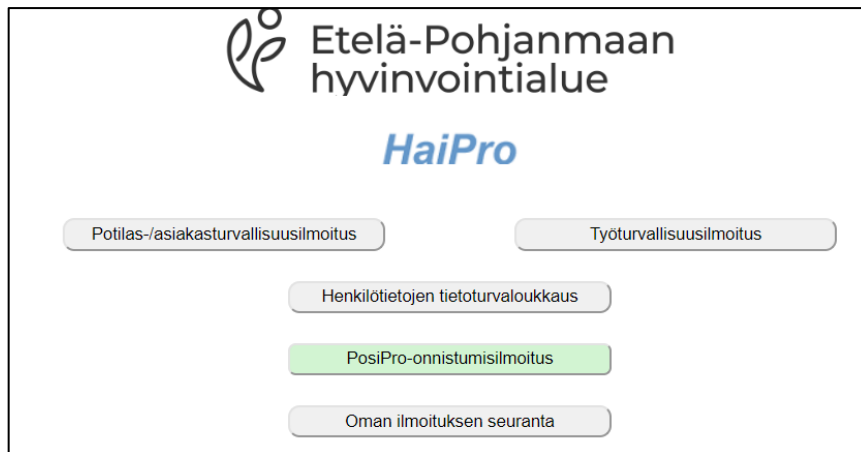 Etelä-Pohjanmaan
hyvinvointialue
HaiPro
Potilas-/asiakasturvallisuusilmoitus
Työturvallisuusilmoitus
Henkilötietojen tietoturvaloukkaus
PosiPro-onnistumisilmoitus
Oman ilmoituksen seuranta